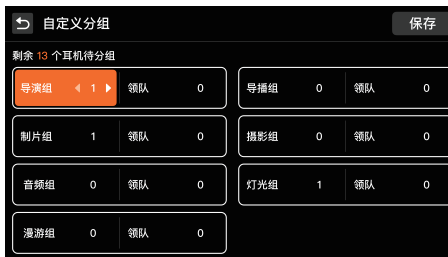 自定义分组 保存
剩余 13 个耳机待分组
导演组 1 领队 0 导播组 0 领队 0
制片组 1 领队 0 摄影组 0 领队 0
音频组 0 领队 0 灯光组 1 领队 0
漫游组 0 领队 0